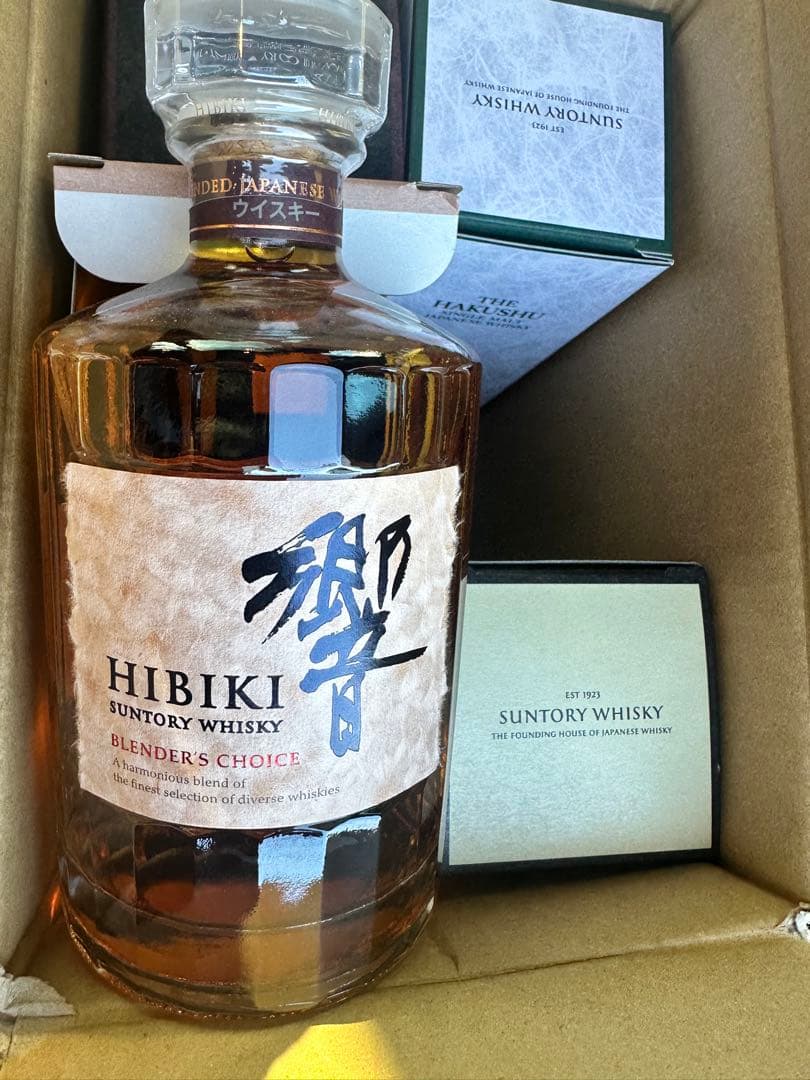 HIBIKI
NDED·JAPANESE W
ウイスキー
EST 1923
SUNTORY WHISKY
THE FOUNDING HOUSE OF JAPANESE WHISKY
THE
HAKUSHU
SINGLE MALT
JAPANESE WHISKY
響
HIBIKI
SUNTORY WHISKY
BLENDER'S CHOICE
A harmonious blend of
the finest selection of diverse whiskies
EST 1923
SUNTORY WHISKY
THE FOUNDING HOUSE OF JAPANESE WHISKY